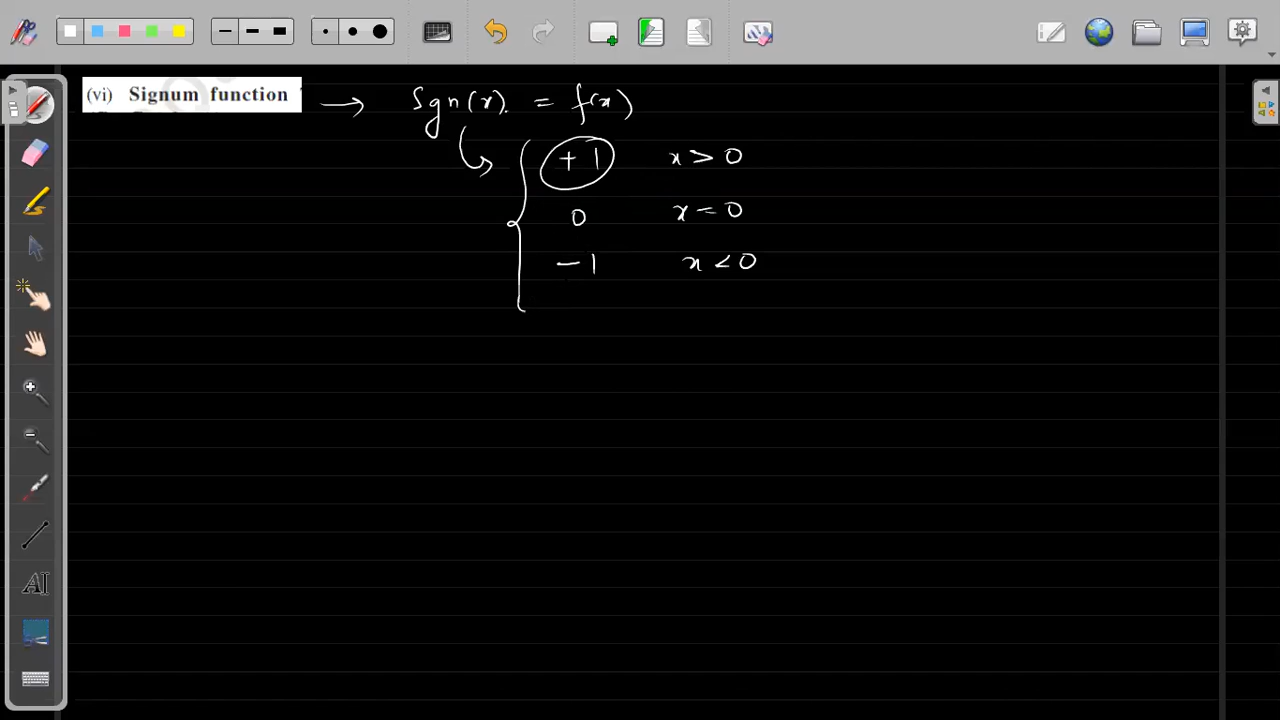 (vi) Signum function → Sgn(x). = f(x)
+ 1 x > 0
0 x = 0
- 1 x < 0